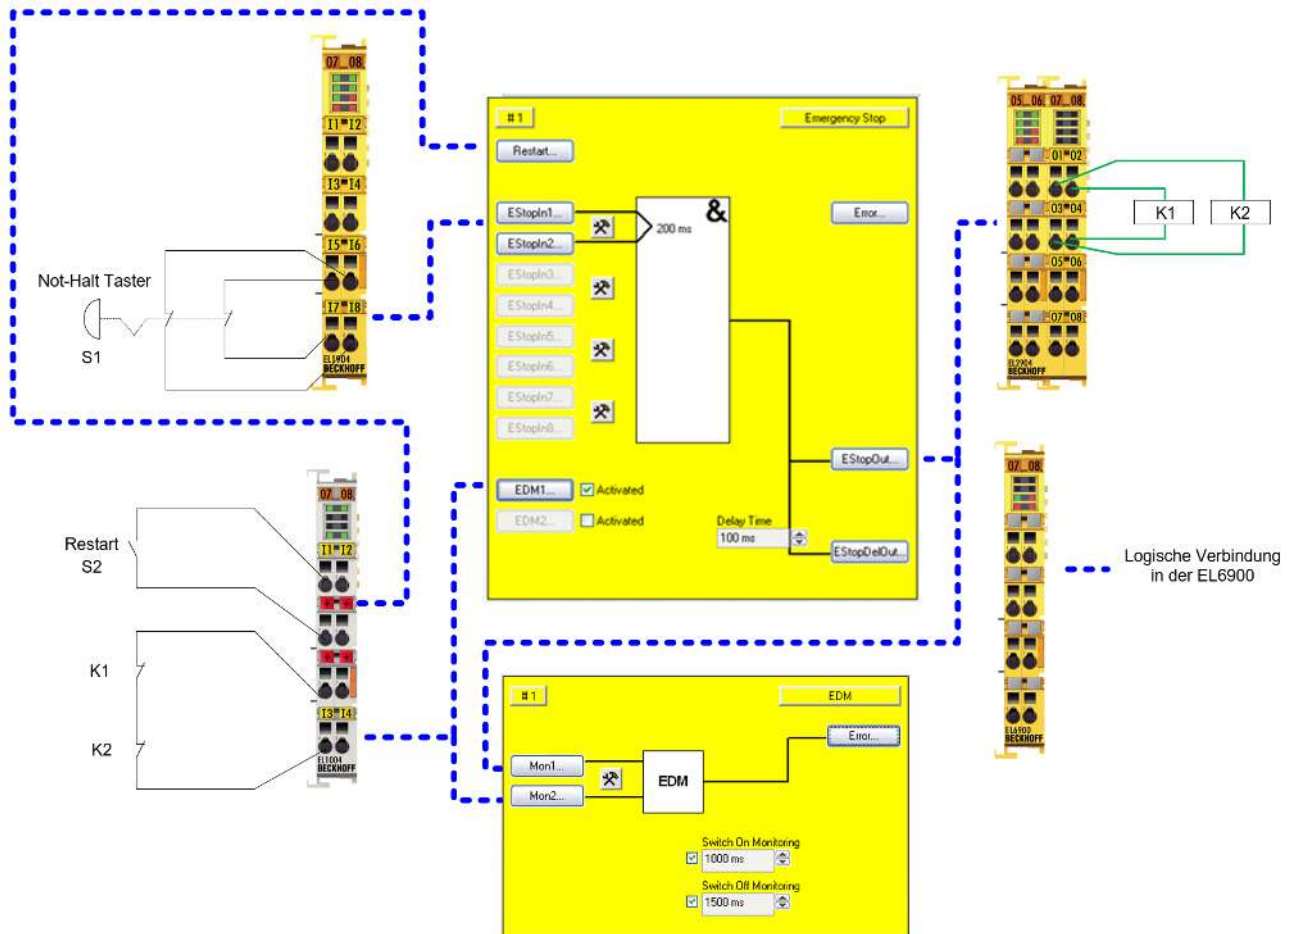 07 08
I1 I2
I3 I4
I5 I6
I7 I8
EL1904
BECKHOFF
Not-Halt Taster
S1
# 1
Emergency Stop
Restart...
EStopIn1...
EStopIn2...
EStopIn3...
EStopIn4...
EStopIn5...
EStopIn6...
EStopIn7...
EStopIn8...
&
200 ms
Error...
EStopOut...
EDM1...
Activated
EDM2...
Activated
Delay Time
100 ms
EStopDelOut...
05 06 07 08
01 02
03 04
05 06
07 08
EL2904
BECKHOFF
K1
K2
07 08
I1 I2
+ +
+ +
I3 I4
EL1004
BECKHOFF
Restart
S2
K1
K2
07 08
EL6900
BECKHOFF
Logische Verbindung
in der EL6900
# 1
EDM
Error...
Mon1...
Mon2...
EDM
Switch On Monitoring
1000 ms
Switch Off Monitoring
1500 ms